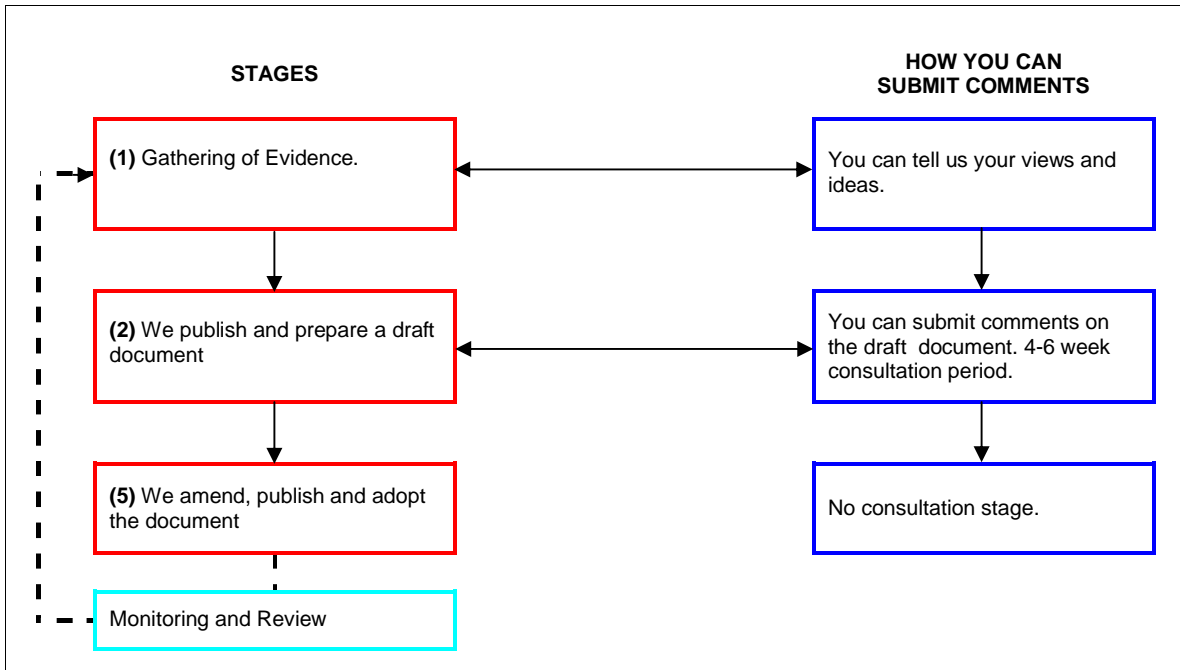 STAGES
HOW YOU CAN
SUBMIT COMMENTS
(1) Gathering of Evidence.
You can tell us your views and
ideas.
(2) We publish and prepare a draft
document
You can submit comments on
the draft  document. 4-6 week
consultation period.
(5) We amend, publish and adopt
the document
No consultation stage.
Monitoring and Review